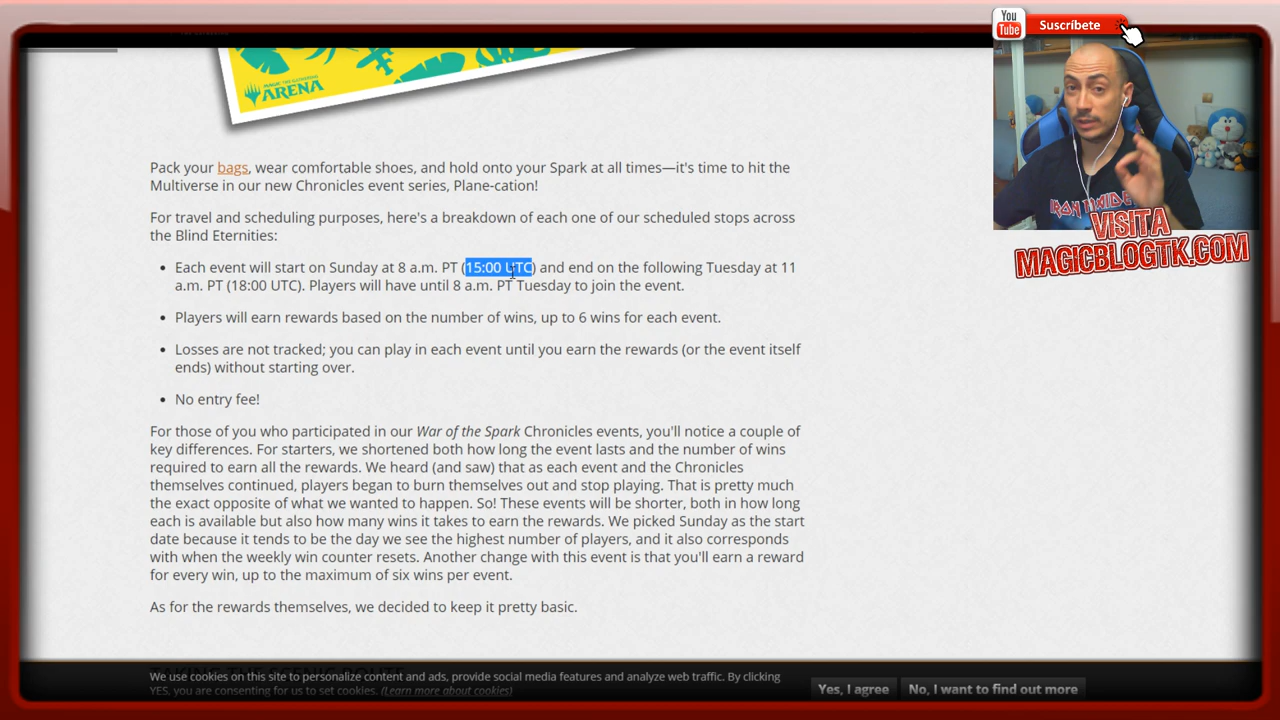 You
Tube
Suscríbete
MAGIC: THE GATHERING
ARENA
IRON MAIDEN
VISITA
MAGICBLOGTK.COM
Pack your bags, wear comfortable shoes, and hold onto your Spark at all times—it's time to hit the
Multiverse in our new Chronicles event series, Plane-cation!
For travel and scheduling purposes, here's a breakdown of each one of our scheduled stops across
the Blind Eternities:
• Each event will start on Sunday at 8 a.m. PT (15:00 UTC) and end on the following Tuesday at 11
a.m. PT (18:00 UTC). Players will have until 8 a.m. PT Tuesday to join the event.
• Players will earn rewards based on the number of wins, up to 6 wins for each event.
• Losses are not tracked; you can play in each event until you earn the rewards (or the event itself
ends) without starting over.
• No entry fee!
For those of you who participated in our War of the Spark Chronicles events, you'll notice a couple of
key differences. For starters, we shortened both how long the event lasts and the number of wins
required to earn all the rewards. We heard (and saw) that as each event and the Chronicles
themselves continued, players began to burn themselves out and stop playing. That is pretty much
the exact opposite of what we wanted to happen. So! These events will be shorter, both in how long
each is available but also how many wins it takes to earn the rewards. We picked Sunday as the start
date because it tends to be the day we see the highest number of players, and it also corresponds
with when the weekly win counter resets. Another change with this event is that you'll earn a reward
for every win, up to the maximum of six wins per event.
As for the rewards themselves, we decided to keep it pretty basic.
TAKING THE SCENIC ROUTE
We use cookies on this site to personalize content and ads, provide social media features and analyze web traffic. By clicking
YES, you are consenting for us to set cookies. (Learn more about cookies)
Yes, I agree
No, I want to find out more